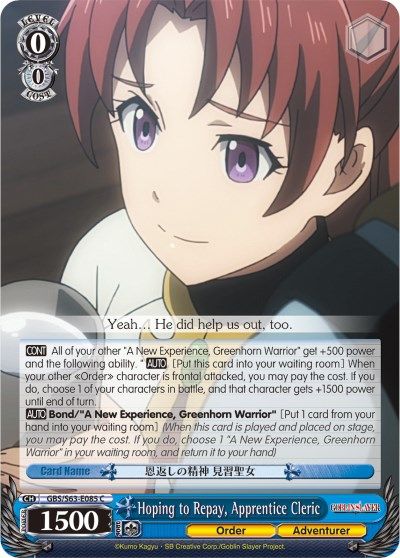 LEVEL
0
0
COST
Yeah... He did help us out, too.
CONT All of your other "A New Experience, Greenhorn Warrior" get +500 power
and the following ability. "AUTO [Put this card into your waiting room] When
your other <Order> character is frontal attacked, you may pay the cost. If you
do, choose 1 of your characters in battle, and that character gets +1500 power
until end of turn.
AUTO Bond/"A New Experience, Greenhorn Warrior" [Put 1 card from your
hand into your waiting room] (When this card is played and placed on stage,
you may pay the cost. If you do, choose 1 "A New Experience, Greenhorn
Warrior" in your waiting room, and return it to your hand)
Card Name 恩返しの精神 見習聖女
CH GBS/S63-E085 C
Hoping to Repay, Apprentice Cleric
GOBLIN SLAYER
POWER 1500 SOUL
Order Adventurer
©Kumo Kagyu・SB Creative Corp./Goblin Slayer Project.